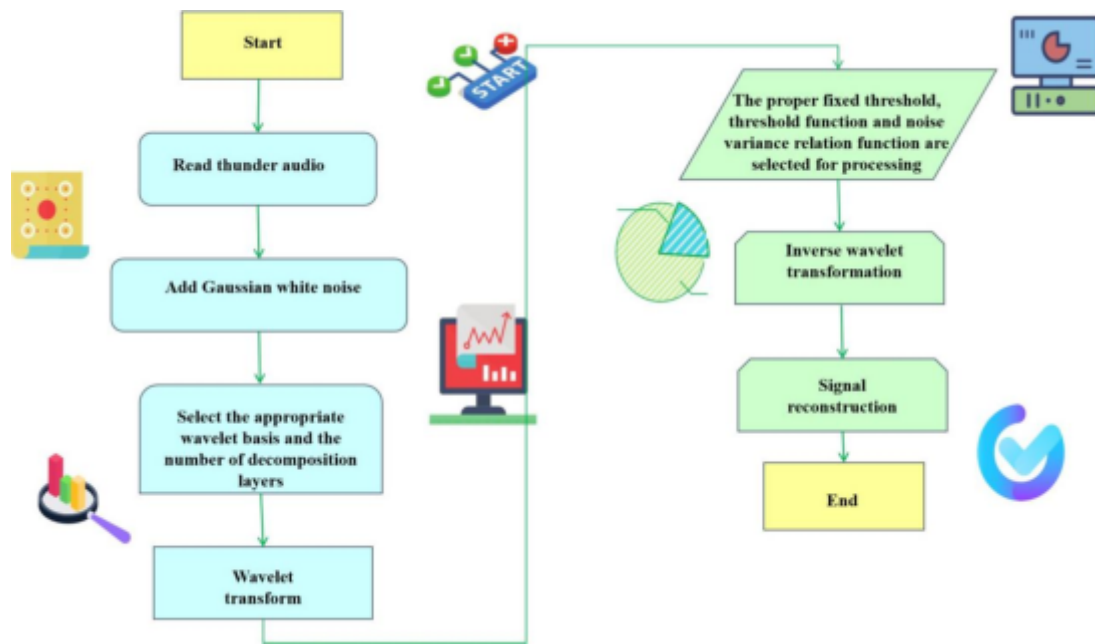 Start
Read thunder audio
Add Gaussian white noise
Select the appropriate
wavelet basis and the
number of decomposition
layers
Wavelet
transform
START
The proper fixed threshold,
threshold function and noise
variance relation function are
selected for processing
Inverse wavelet
transformation
Signal
reconstruction
End